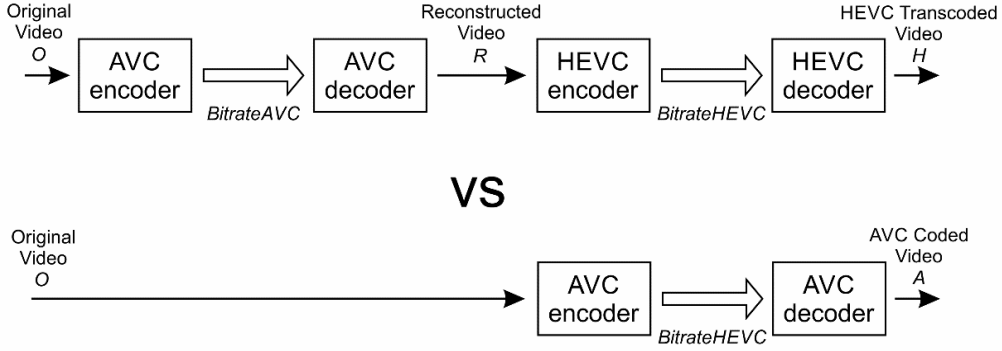 Original
Video
O
AVC
encoder
BitrateAVC
AVC
decoder
Reconstructed
Video
R
HEVC
encoder
BitrateHEVC
HEVC
decoder
HEVC Transcoded
Video
H
VS
Original
Video
O
AVC
encoder
BitrateHEVC
AVC
decoder
AVC Coded
Video
A